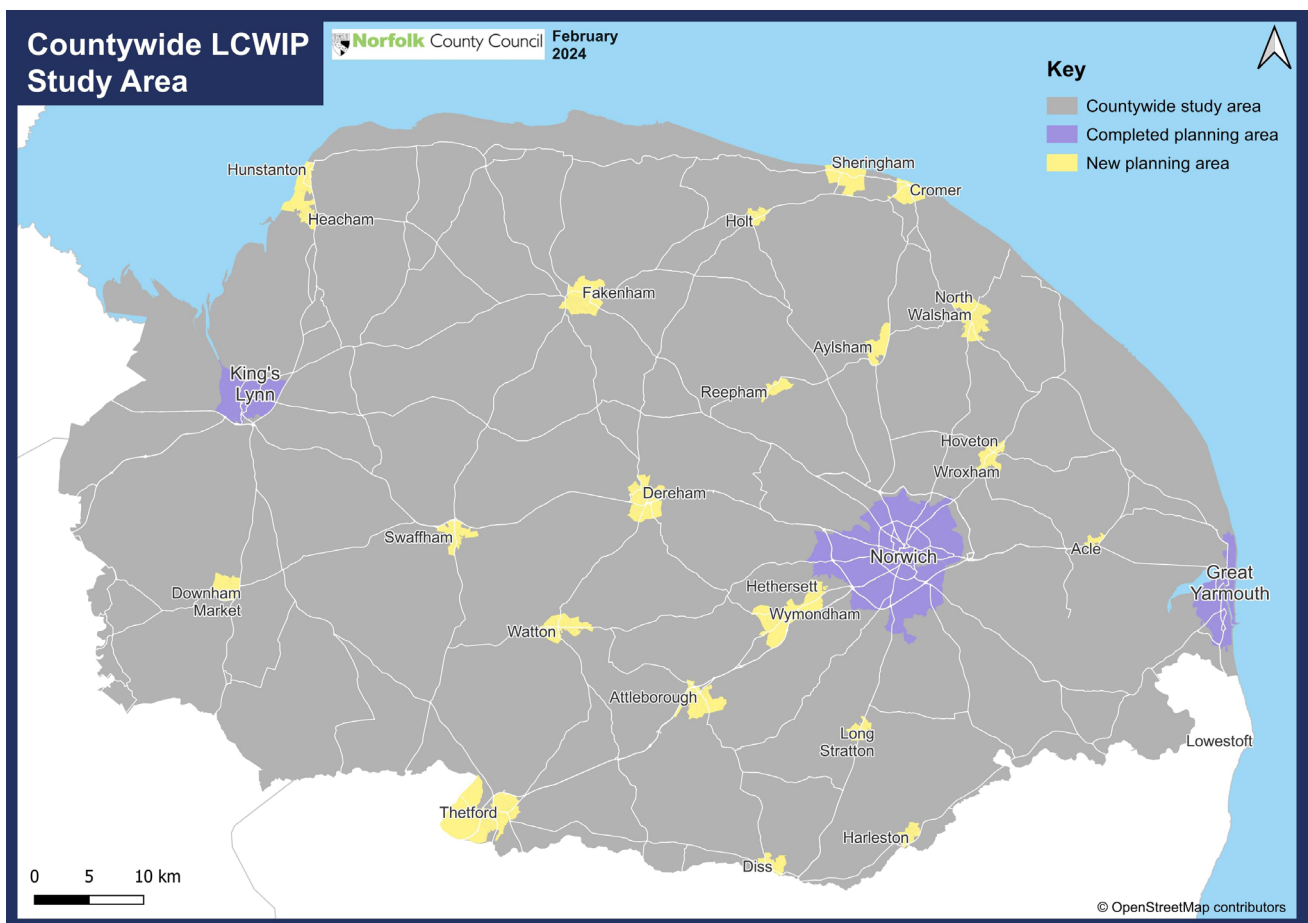 Countywide LCWIP
Study Area
Norfolk County Council
February
2024
Key
Countywide study area
Completed planning area
New planning area
Hunstanton
Heacham
Sheringham
Cromer
Holt
Fakenham
North
Walsham
Aylsham
King's
Lynn
Reepham
Hoveton
Wroxham
Dereham
Swaffham
Norwich
Acle
Great
Yarmouth
Downham
Market
Hethersett
Wymondham
Watton
Attleborough
Long
Stratton
Lowestoft
Thetford
Harleston
Diss
0 5 10 km
© OpenStreetMap contributors